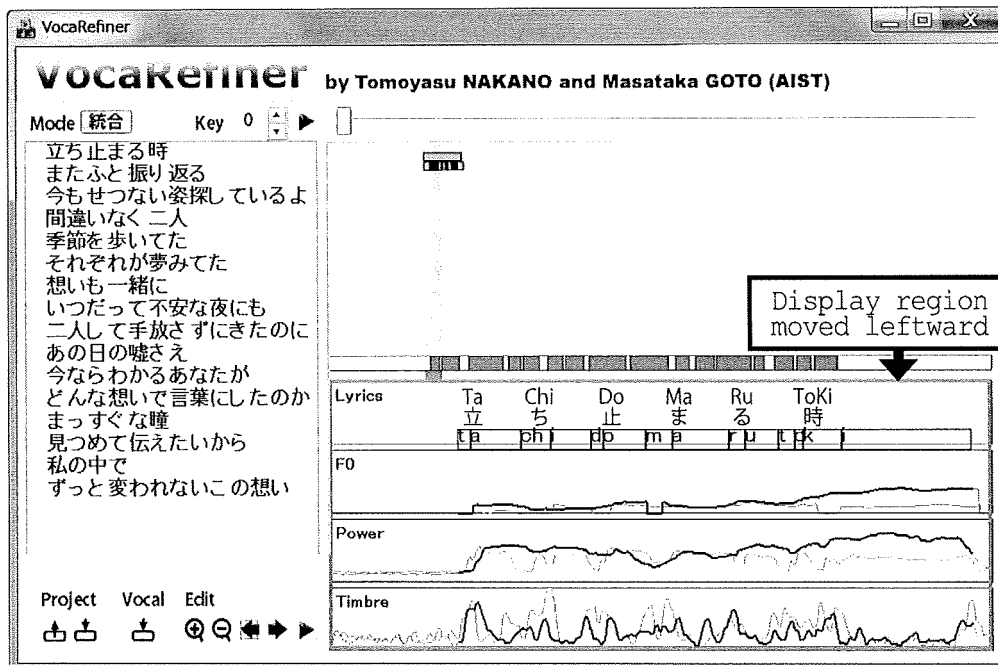 VocaRefiner
VocaRefiner by Tomoyasu NAKANO and Masataka GOTO (AIST)
Mode 統合 Key 0
立ち止まる時
またふと振り返る
今もせつない姿探しているよ
間違いなく二人
季節を歩いてた
それぞれが夢みてた
想いも一緒に
いつだって不安な夜にも
二人して手放さずにきたのに
あの日の嘘さえ
今ならわかるあなたが
どんな想いで言葉にしたのか
まっすぐな瞳
見つめて伝えたいから
私の中で
ずっと変われないこの想い
Project Vocal Edit
Display region
moved leftward
Lyrics Ta Chi Do Ma Ru ToKi
立 ち 止 ま る 時
t a ch i d o m a r u t o k i
F0
Power
Timbre